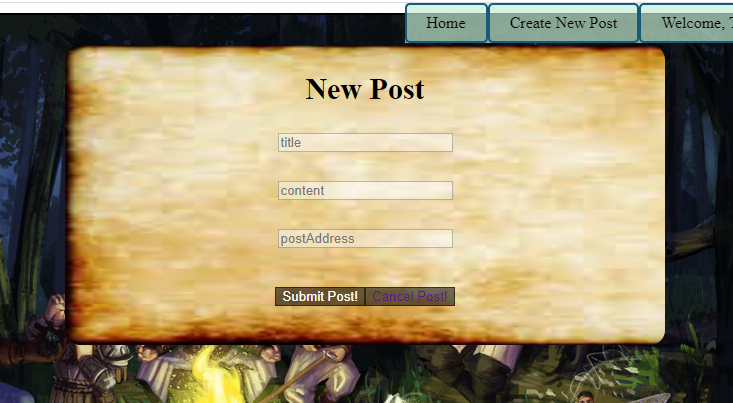 Home Create New Post Welcome,
New Post
title
content
postAddress
Submit Post! Cancel Post!